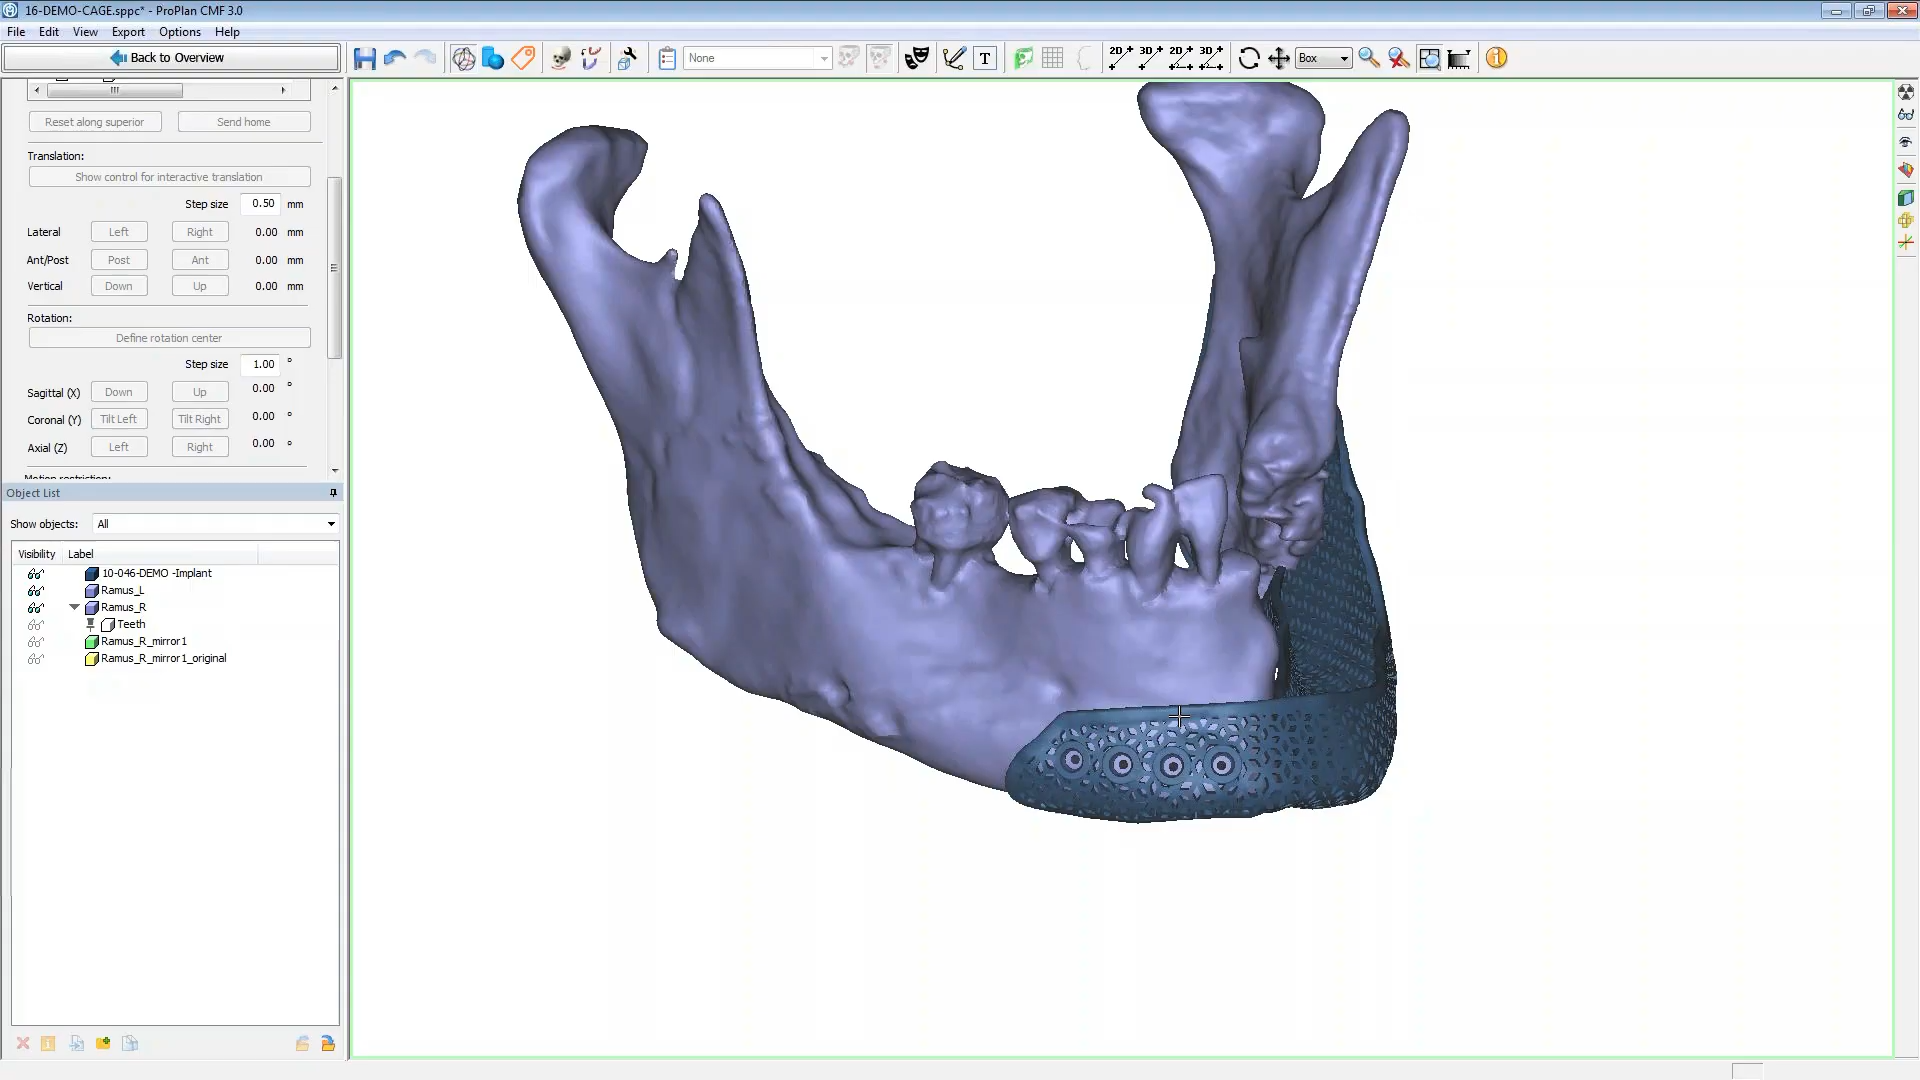 16-DEMO-CAGE.sppc* - ProPlan CMF 3.0
File Edit View Export Options Help
Back to Overview
None
T
2D 3D 2D 3D
Box
Reset along superior Send home
Translation:
Show control for interactive translation
Step size 0.50 mm
Lateral Left Right 0.00 mm
Ant/Post Post Ant 0.00 mm
Vertical Down Up 0.00 mm
Rotation:
Define rotation center
Step size 1.00 °
Sagittal (X) Down Up 0.00 °
Coronal (Y) Tilt Left Tilt Right 0.00 °
Axial (Z) Left Right 0.00 °
Motion restriction:
Object List
Show objects: All
Visibility Label
10-046-DEMO -Implant
Ramus_L
Ramus_R
Teeth
Ramus_R_mirror1
Ramus_R_mirror1_original